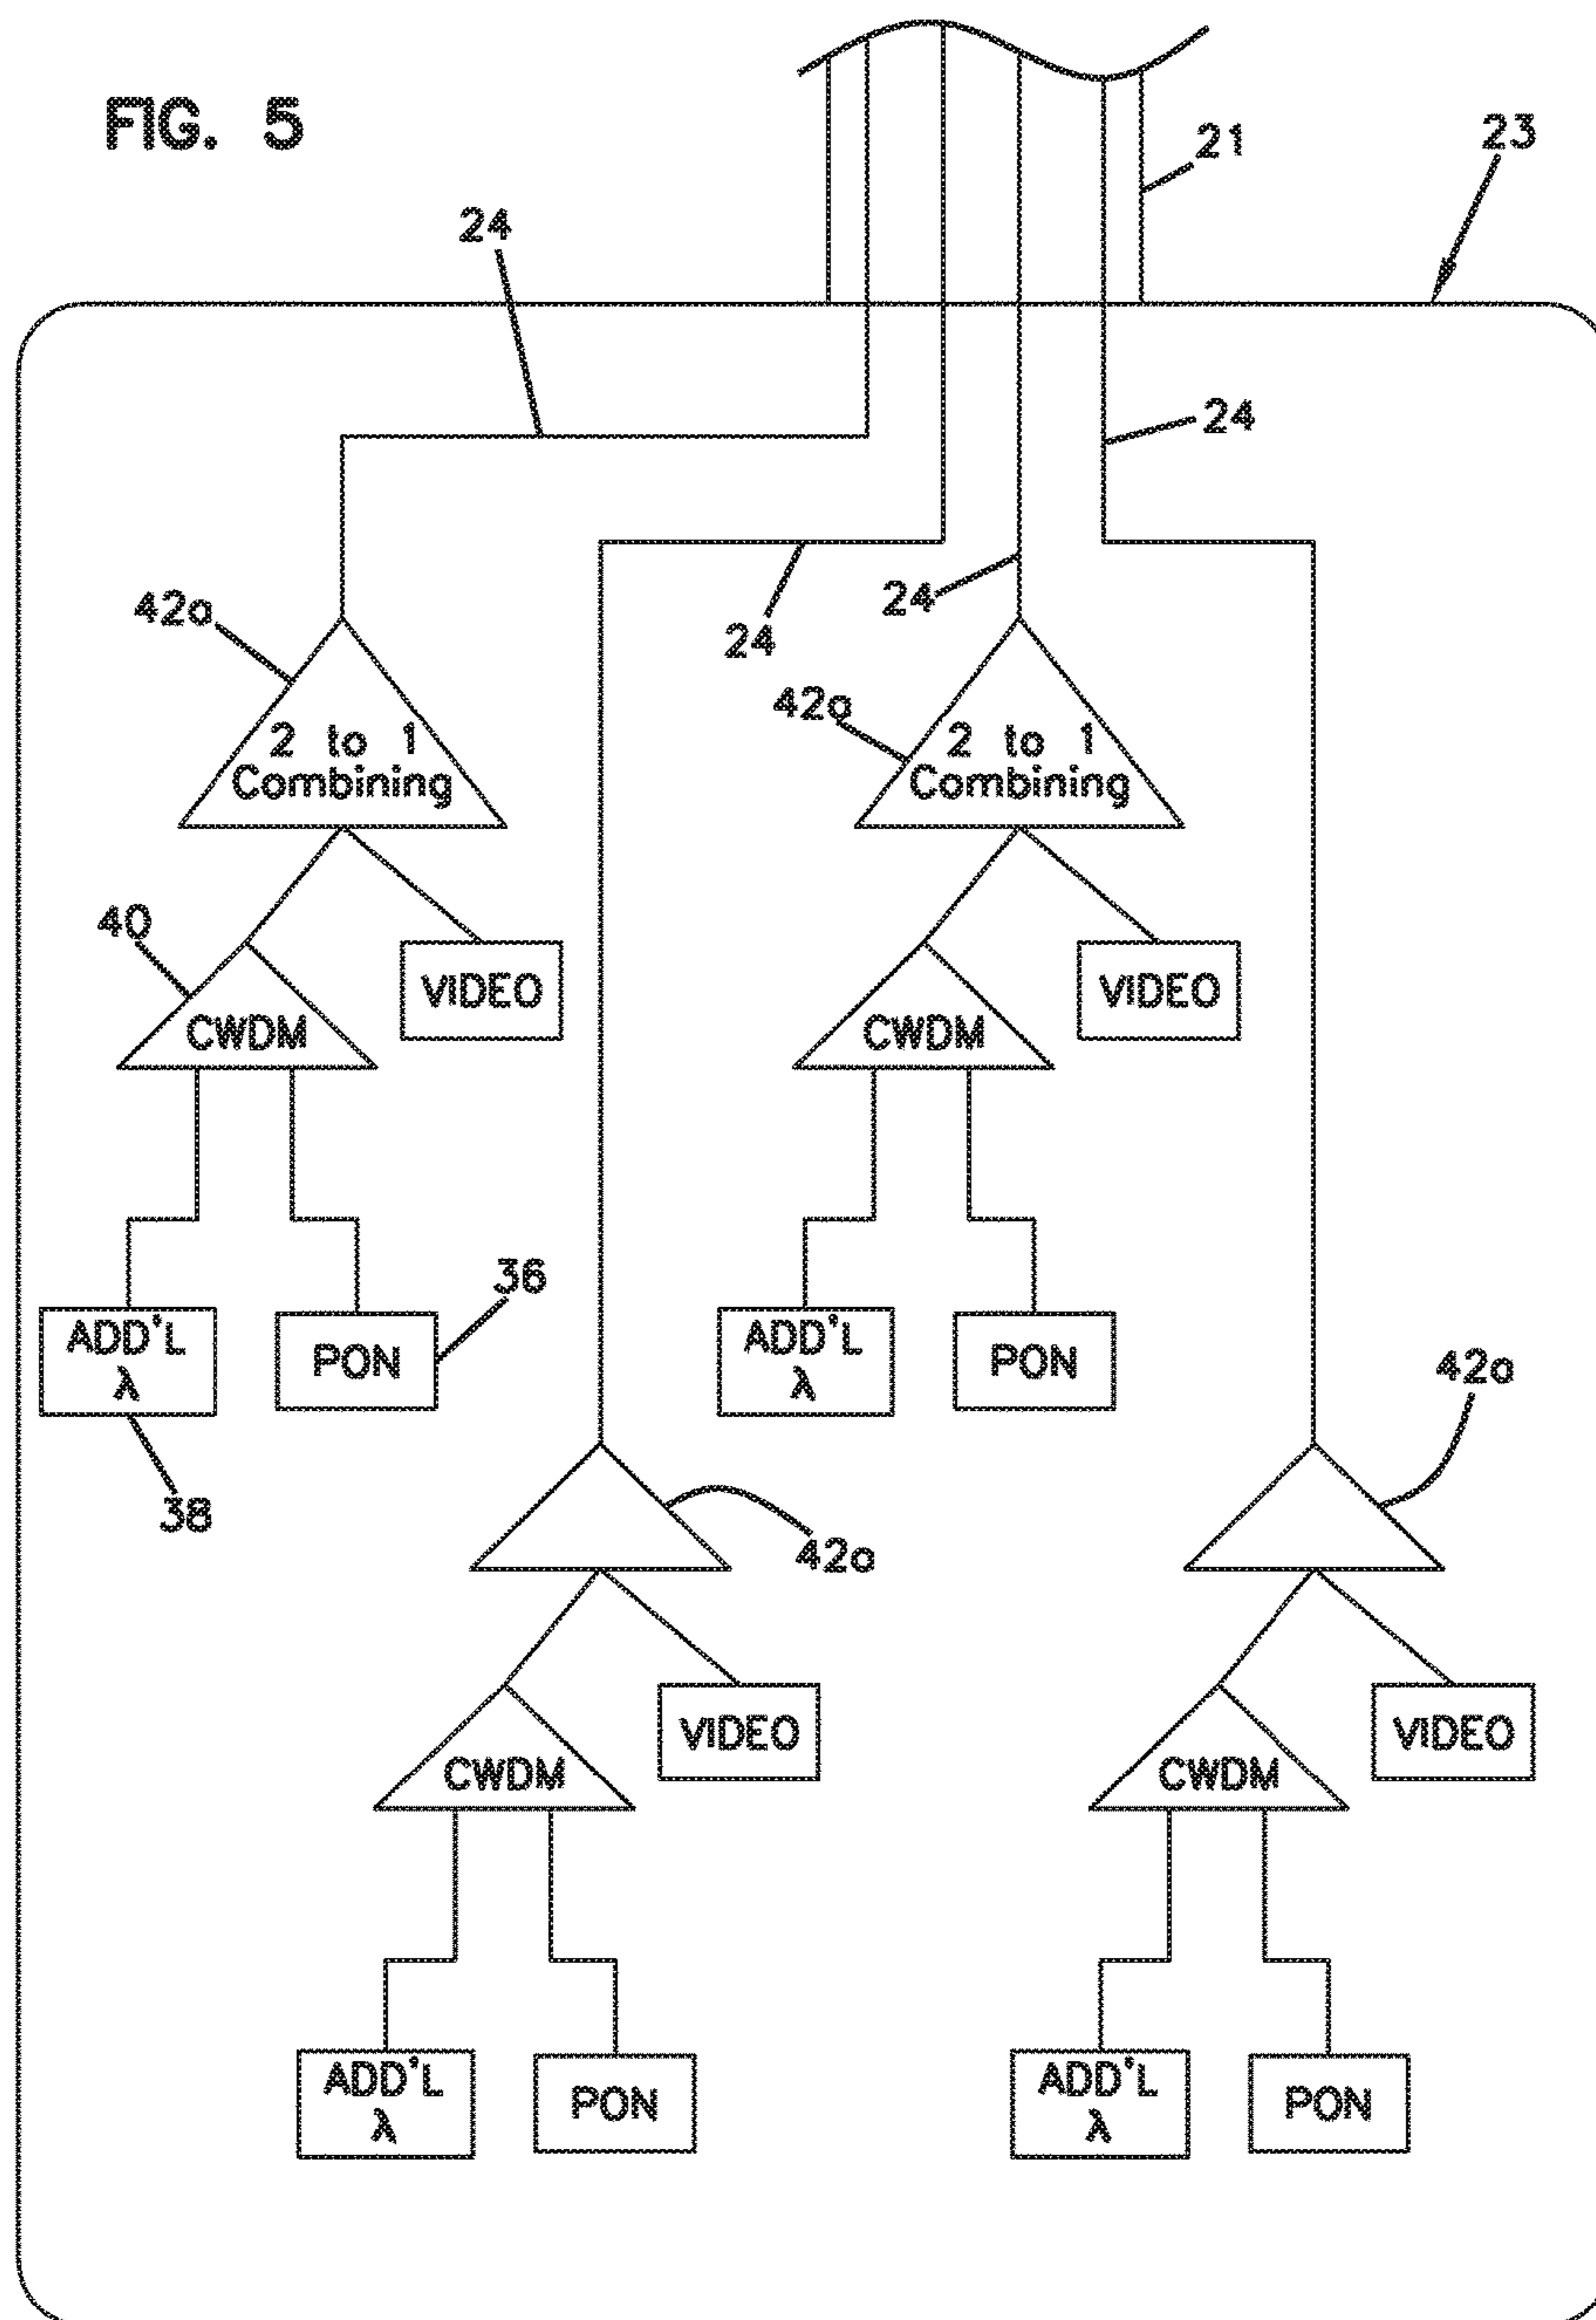 FIG. 5
21
23
24
24
24
24
42a
42a
2 to 1
Combining
2 to 1
Combining
40
VIDEO
VIDEO
CWDM
CWDM
36
ADD'L
λ
PON
ADD'L
λ
PON
42a
38
42a
VIDEO
VIDEO
CWDM
CWDM
ADD'L
λ
PON
ADD'L
λ
PON